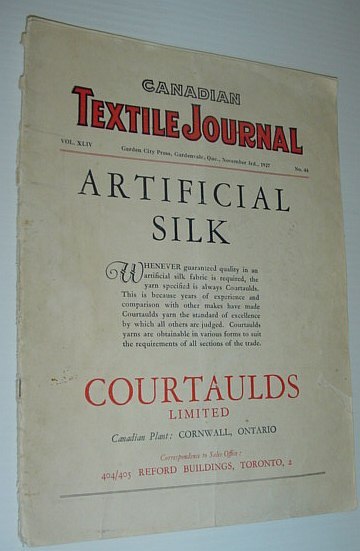 CANADIAN
TEXTILE JOURNAL
VOL. XLIV Garden City Press, Gardenvale, Que., November 3rd., 1927 No. 44
ARTIFICIAL
SILK
WHENEVER guaranteed quality in an
artificial silk fabric is required, the
yarn specified is always Courtaulds.
This is because years of experience and
comparison with other makes have made
Courtaulds yarn the standard of excellence
by which all others are judged. Courtaulds
yarns are obtainable in various forms to suit
the requirements of all sections of the trade.
COURTAULDS
LIMITED
Canadian Plant: CORNWALL, ONTARIO
Correspondence to Sales Office:
404/405 REFORD BUILDINGS, TORONTO, 2